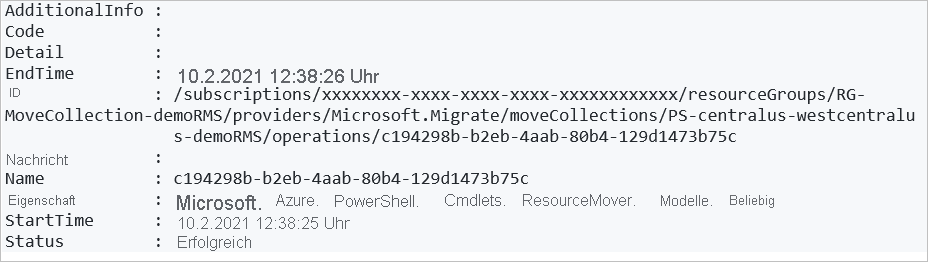 AdditionalInfo :
Code :
Detail :
EndTime : 10.2.2021 12:38:26 Uhr
ID : /subscriptions/xxxxxxxx-xxxx-xxxx-xxxx-xxxxxxxxxxxx/resourceGroups/RG-
MoveCollection-demoRMS/providers/Microsoft.Migrate/moveCollections/PS-centralus-westcentralu
s-demoRMS/operations/c194298b-b2eb-4aab-80b4-129d1473b75c
Nachricht :
Name : c194298b-b2eb-4aab-80b4-129d1473b75c
Eigenschaft : Microsoft. Azure. PowerShell. Cmdlets. ResourceMover. Modelle. Beliebig
StartTime : 10.2.2021 12:38:25 Uhr
Status : Erfolgreich